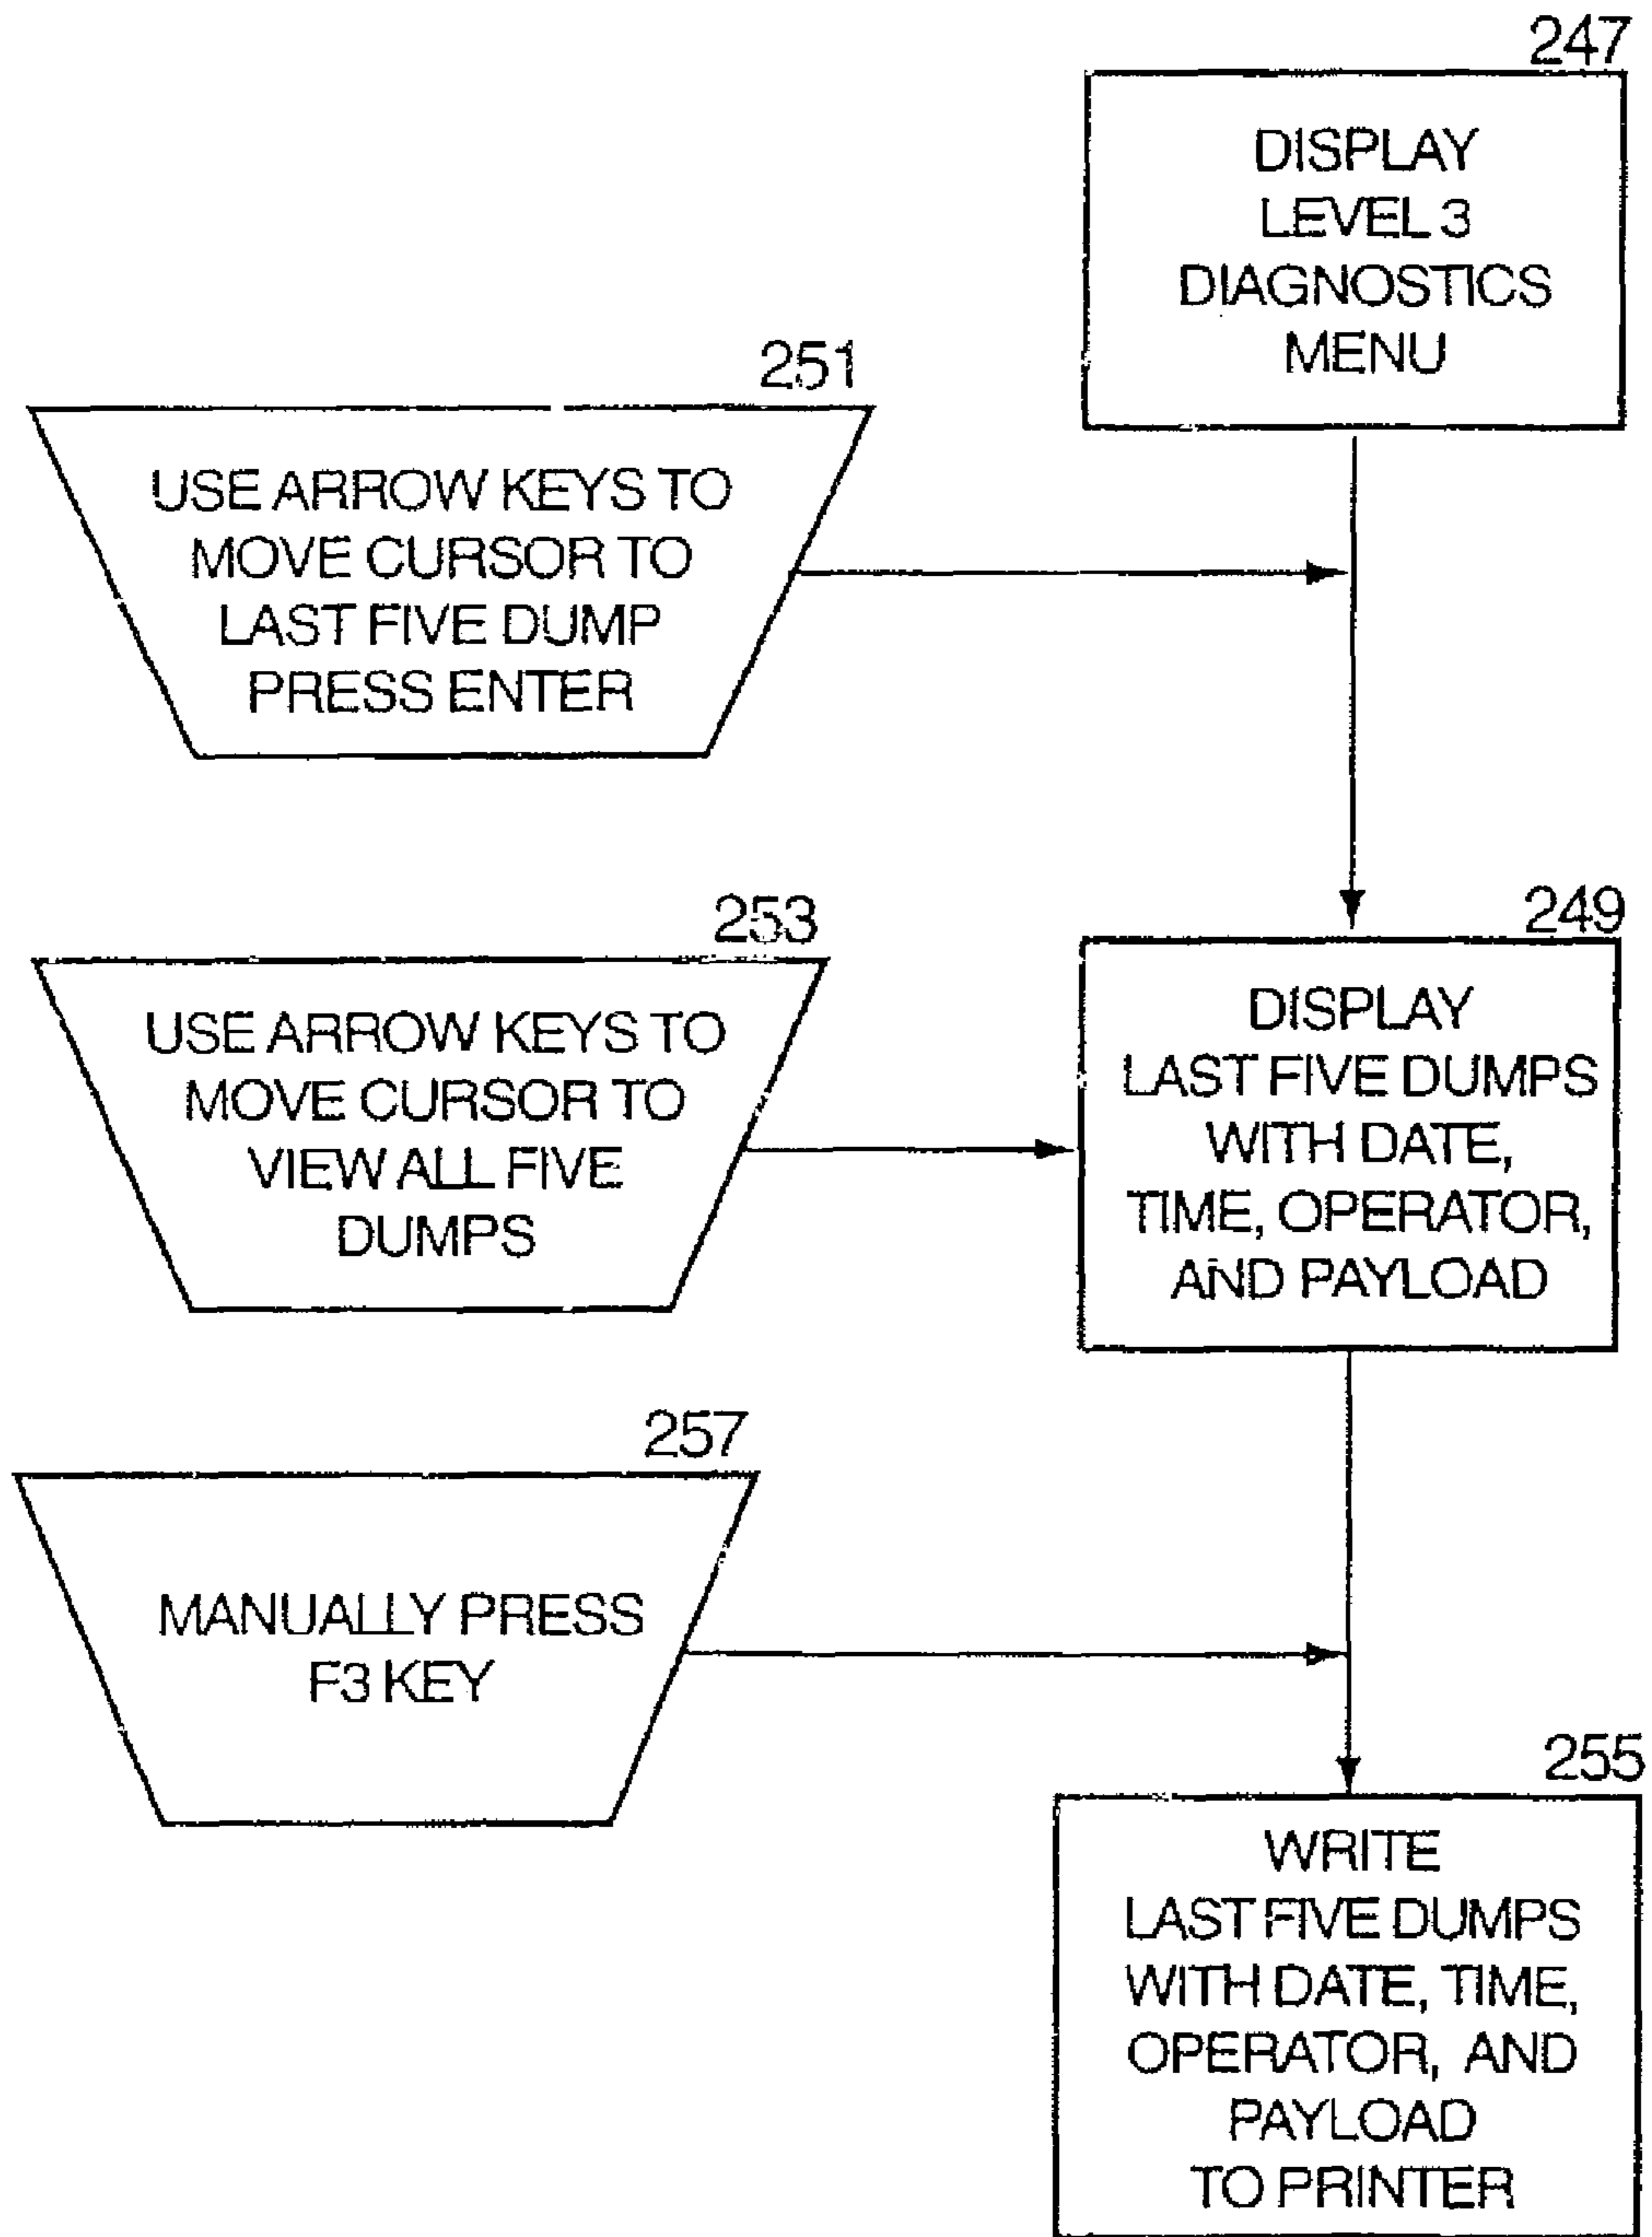 247
DISPLAY
LEVEL 3
DIAGNOSTICS
MENU
251
USE ARROW KEYS TO
MOVE CURSOR TO
LAST FIVE DUMP
PRESS ENTER
253
USE ARROW KEYS TO
MOVE CURSOR TO
VIEW ALL FIVE
DUMPS
249
DISPLAY
LAST FIVE DUMPS
WITH DATE,
TIME, OPERATOR,
AND PAYLOAD
257
MANUALLY PRESS
F3 KEY
255
WRITE
LAST FIVE DUMPS
WITH DATE, TIME,
OPERATOR, AND
PAYLOAD
TO PRINTER